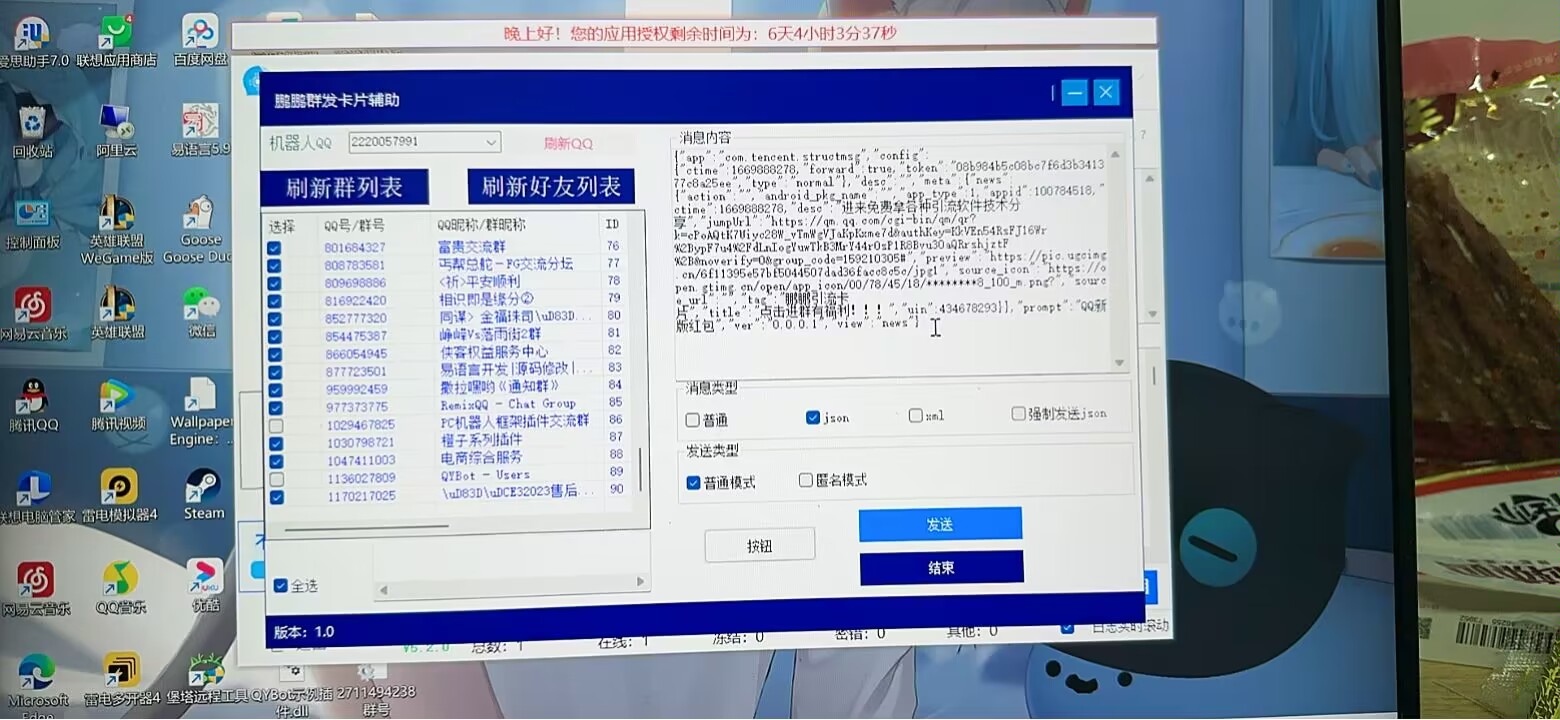 晚上好！您的应用授权剩余时间为：6天4小时3分37秒
鹏鹏群发卡片辅助
机器人QQ 2220057991 刷新QQ
刷新群列表 刷新好友列表
选择 QQ号/群号 QQ昵称/群昵称 ID
801684327 富贵交流群 76
808783581 丐帮总舵－FG交流分坛 77
809698886 <祈>平安顺利 78
816922420 相识即是缘分② 79
852777320 同谋> 金福珠司\uD83D... 80
854475387 峥嵘Vs落雨街2群 81
866054945 侠客权益服务中心 82
877723501 易语言开发|源码修改|... 83
959992459 撒拉嘿哟《通知群》 84
977373775 RemixQQ - Chat Group 85
1029467825 PC机器人框架插件交流群 86
1030798721 橙子系列插件 87
1047411003 电商综合服务 88
1136027809 QYBot - Users 89
1170217025 \uD83D\uDCE32023售后... 90
全选
版本：1.0
消息内容
{"app":"com.tencent.structmsg","config":
{"ctime":1669888278,"forward":true,"token":"08b984b5c08bc7f6d3b3413
77c8a25ee","type":"normal"},"desc":"","meta":{"news":
{"action":"","android_pkg_name":"","app_type":1,"appid":100784518,"
ctime":1669888278,"desc":"进来免费拿各种引流软件技术分
享","jumpUrl":"https://qm.qq.com/cgi-bin/qm/qr?
%2B&noverify=0&group_code=159210305#","preview":"https://pic.ugcimg
.cn/6f11395e57bf5044507dad36facc8c5c/jpg1","source_icon":"https://o
pen.gtimg.cn/open/app_icon/00/78/45/18/********8_100_m.png?","sourc
e_url":"","tag":"鹏鹏引流卡
片","title":"点击进群有福利！！！","uin":434678293}},"prompt":"QQ新
版红包","ver":"0.0.0.1","view":"news"}
消息类型
普通 json xml 强制发送json
发送类型
普通模式 匿名模式
按钮 发送
结束
V5.2.0 总数：1 在线：1 冻结：0 密错：0 其他：0 日志实时滚动
爱思助手7.0 联想应用商店 百度网盘
回收站 阿里云 易语言5.9
控制面板 英雄联盟 WeGame版 Goose Goose Duc
网易云音乐 英雄联盟 微信
腾讯QQ 腾讯视频 Wallpaper Engine：...
联想电脑管家 雷电模拟器4 Steam
网易云音乐 QQ音乐 优酷
YOUKU
Microsoft Edge 雷电多开器4 堡塔远程工具 QYBot示例插件.dll 2711494238群号